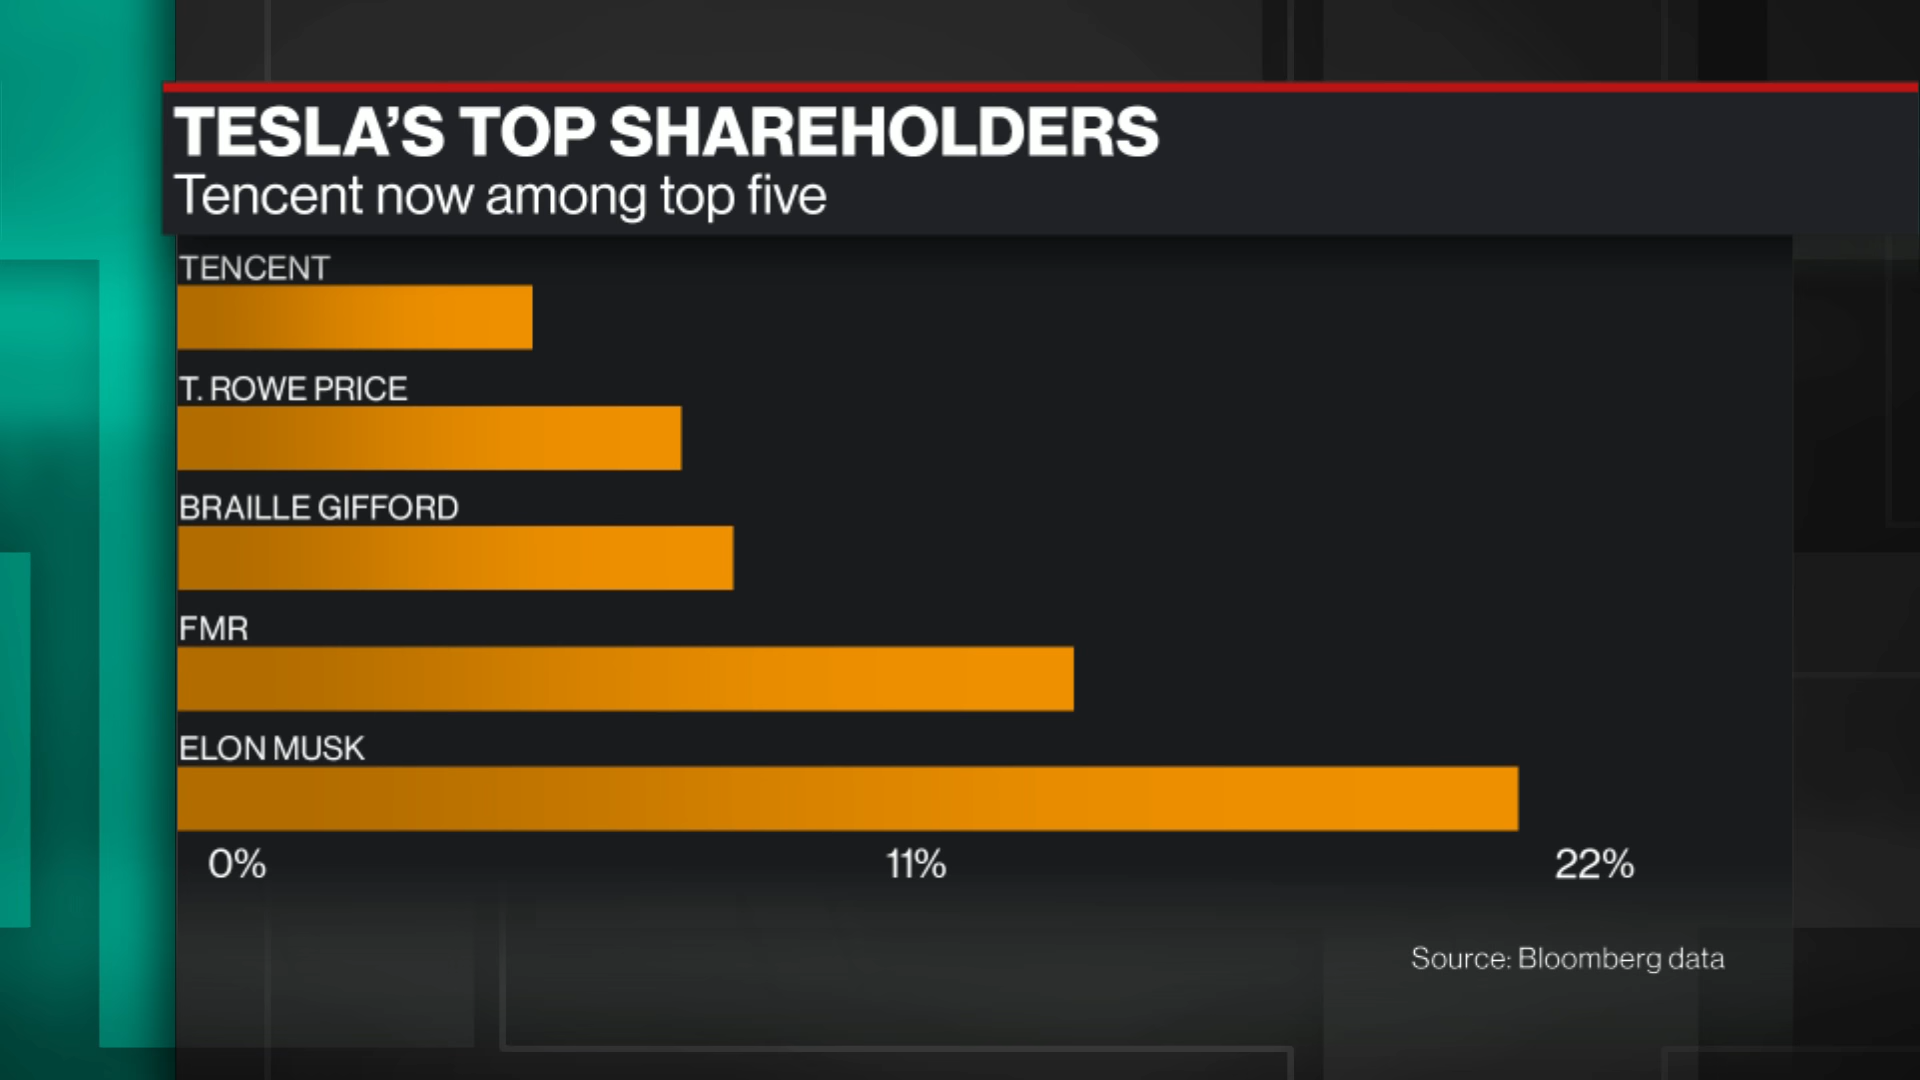 TESLA’S TOP SHAREHOLDERS
Tencent now among top five
TENCENT
T. ROWE PRICE
BRAILLE GIFFORD
FMR
ELON MUSK
0% 11% 22%
Source: Bloomberg data